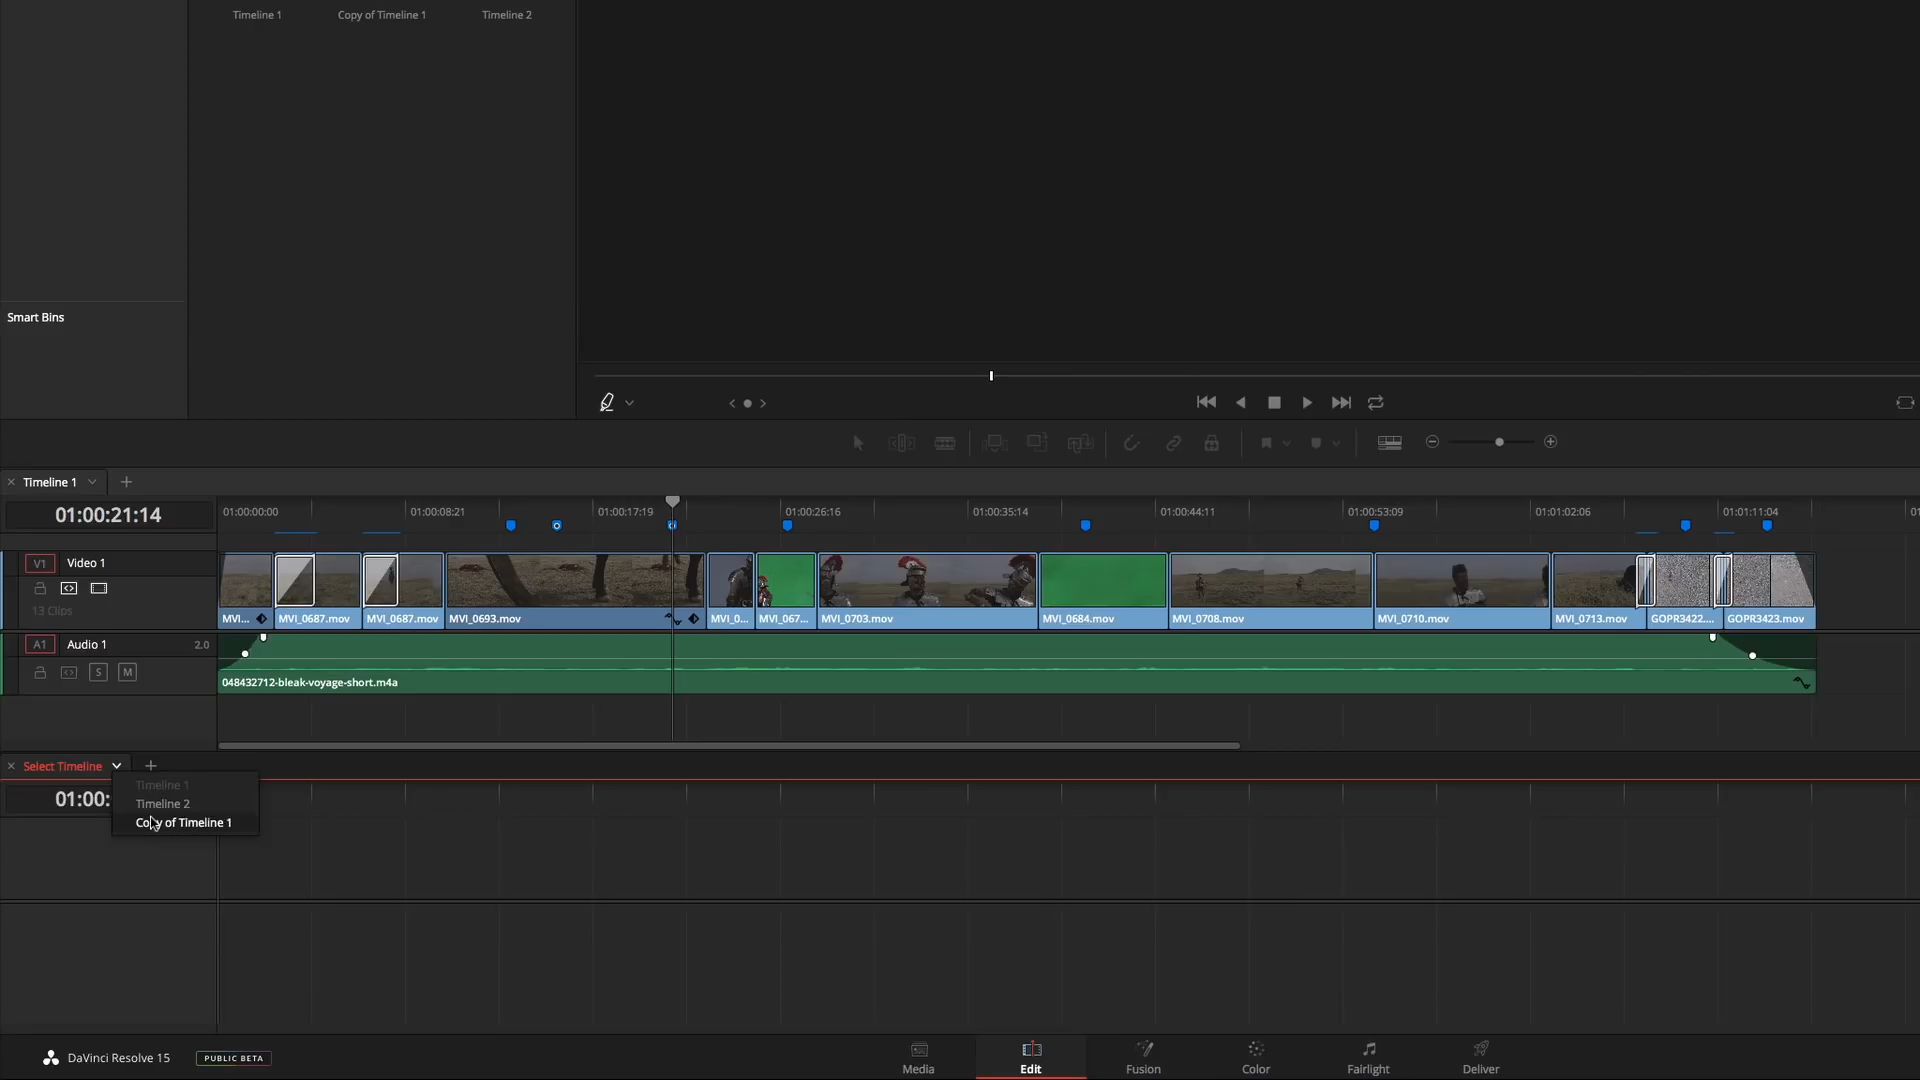 Timeline 1 Copy of Timeline 1 Timeline 2
Smart Bins
Timeline 1
01:00:21:14 01:00:00:00 01:00:08:21 01:00:17:19 01:00:26:16 01:00:35:14 01:00:44:11 01:00:53:09 01:01:02:06 01:01:11:04 01
V1 Video 1
13 Clips
MVI... MVI_0687.mov MVI_0687.mov MVI_0693.mov MVI_0... MVI_067... MVI_0703.mov MVI_0684.mov MVI_0708.mov MVI_0710.mov MVI_0713.mov GOPR3422.... GOPR3423.mov
A1 Audio 1 2.0
S M
048432712-bleak-voyage-short.m4a
Select Timeline
Timeline 1
01:00:
Timeline 2
Copy of Timeline 1
DaVinci Resolve 15 PUBLIC BETA
Media Edit Fusion Color Fairlight Deliver